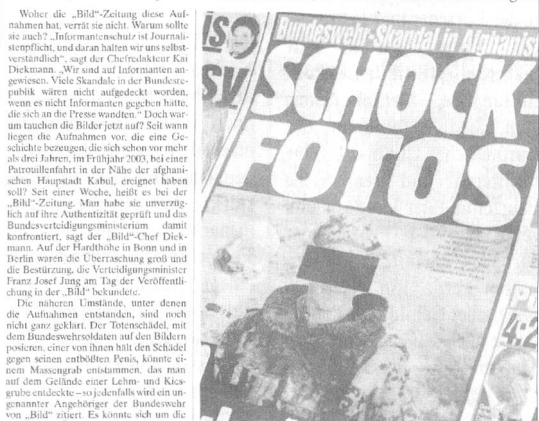 Woher die „Bild“-Zeitung diese Auf-
nahmen hat, verrät sie nicht. Warum sollte
sie auch? „Informantenschutz ist Journalis-
tenpflicht, und daran halten wir uns selbst-
verständlich“, sagt der Chefredakteur Kai
Diekmann. „Wir sind auf Informanten an-
gewiesen. Viele Skandale in der Bundesre-
publik wären nicht aufgedeckt worden,
wenn es nicht Informanten gegeben hätte,
die sich an die Presse wandten.“ Doch war-
um tauchen die Bilder jetzt auf? Seit wann
liegen die Aufnahmen vor, die eine Ge-
schichte bezeugen, die sich schon vor mehr
als drei Jahren, im Frühjahr 2003, bei einer
Patrouillenfahrt in der Nähe der afghani-
schen Haupstadt Kabul, ereignet haben
soll? Seit einer Woche, heißt es bei der
„Bild“-Zeitung. Man habe sie unverzüg-
lich auf ihre Authentizität geprüft und das
Bundesverteidigungsministerium damit
konfrontiert, sagt der „Bild“-Chef Diek-
mann. Auf der Hardthöhe in Bonn und in
Berlin waren die Überraschung groß und
die Bestürzung, die Verteidigungsminister
Franz Josef Jung am Tag der Veröffentli-
chung in der „Bild“ bekundete.
Die näheren Umstände, unter denen
die Aufnahmen entstanden, sind noch
nicht ganz geklärt. Der Totenschädel, mit
dem Bundeswehrsoldaten auf den Bildern
posieren, einer von ihnen hält den Schädel
gegen seinen entbößten Penis, könnte ei-
nem Massengrab entstammen, das man
auf dem Gelände einer Lehm- und Kies-
grube entdeckte – so jedenfalls wird ein un-
genannter Angehöriger der Bundeswehr
von „Bild“ zitiert. Es könnte sich um die
Bundeswehr-Skandal in Afghanist
SCHOCK-
FOTOS
SV
4:2